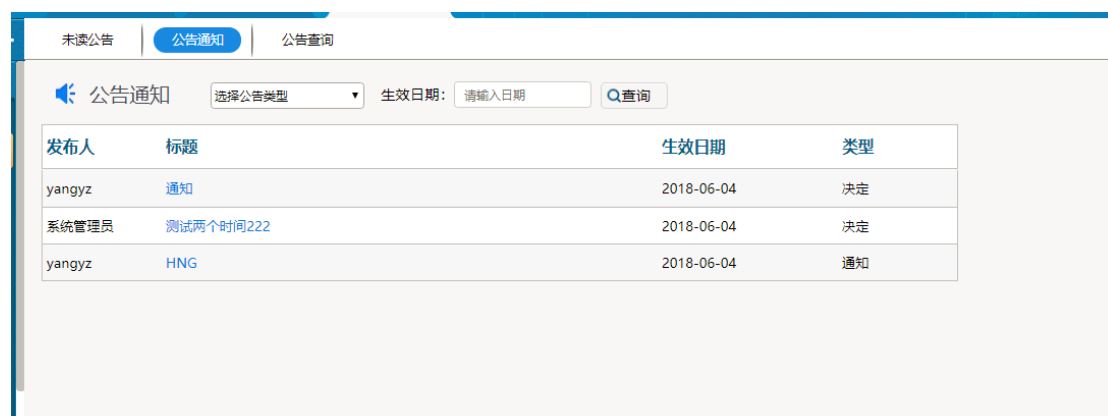 未读公告 公告通知 公告查询
公告通知 选择公告类型 生效日期： 请输入日期 查询
发布人 标题 生效日期 类型
yangyz 通知 2018-06-04 决定
系统管理员 测试两个时间222 2018-06-04 决定
yangyz HNG 2018-06-04 通知